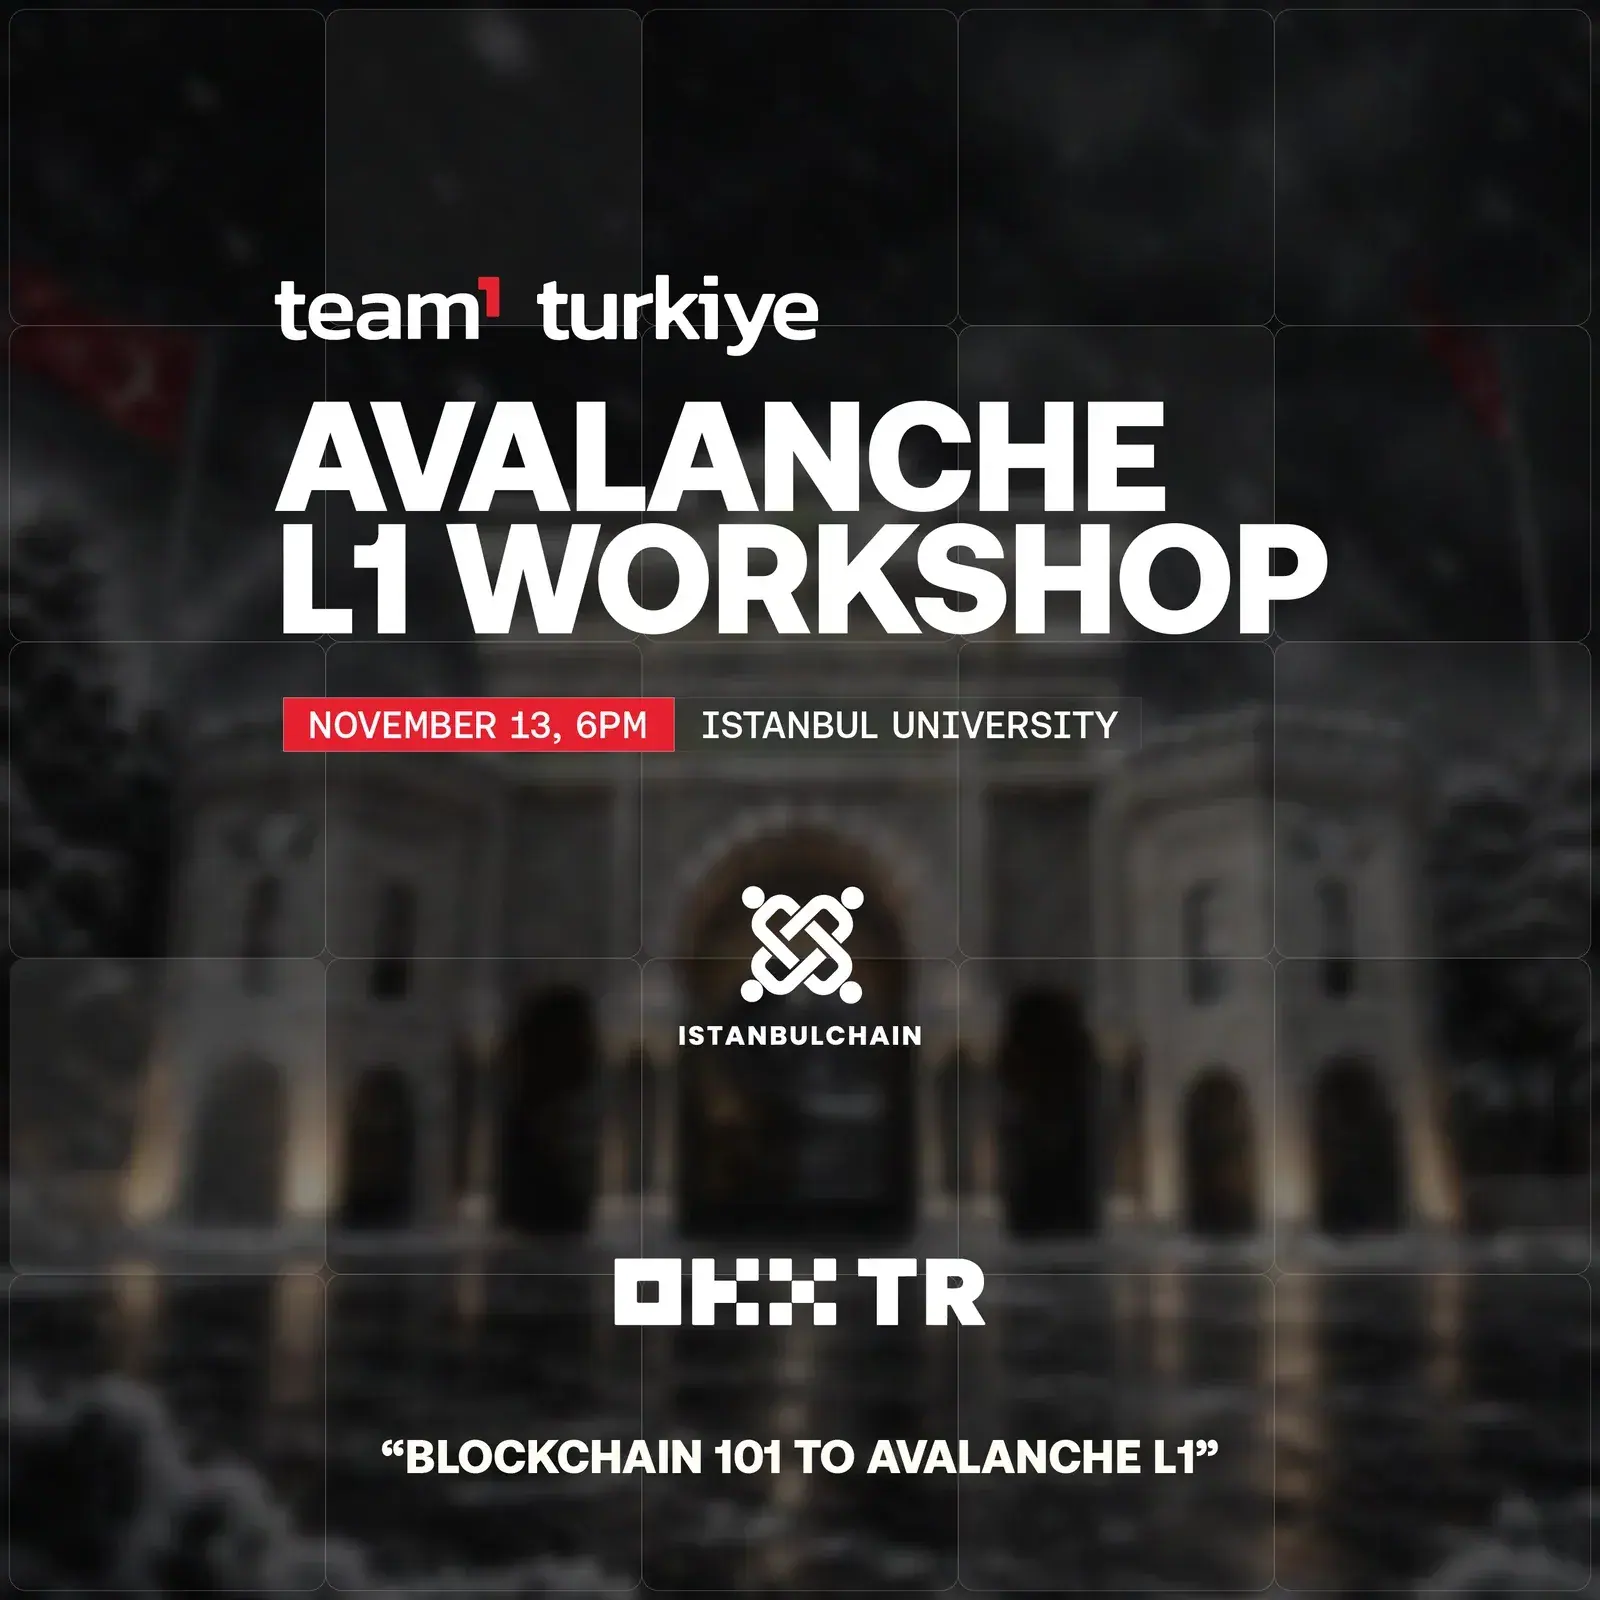 team1 turkiye
AVALANCHE
L1 WORKSHOP
NOVEMBER 13, 6PM ISTANBUL UNIVERSITY
ISTANBULCHAIN
OKX TR
“BLOCKCHAIN 101 TO AVALANCHE L1”